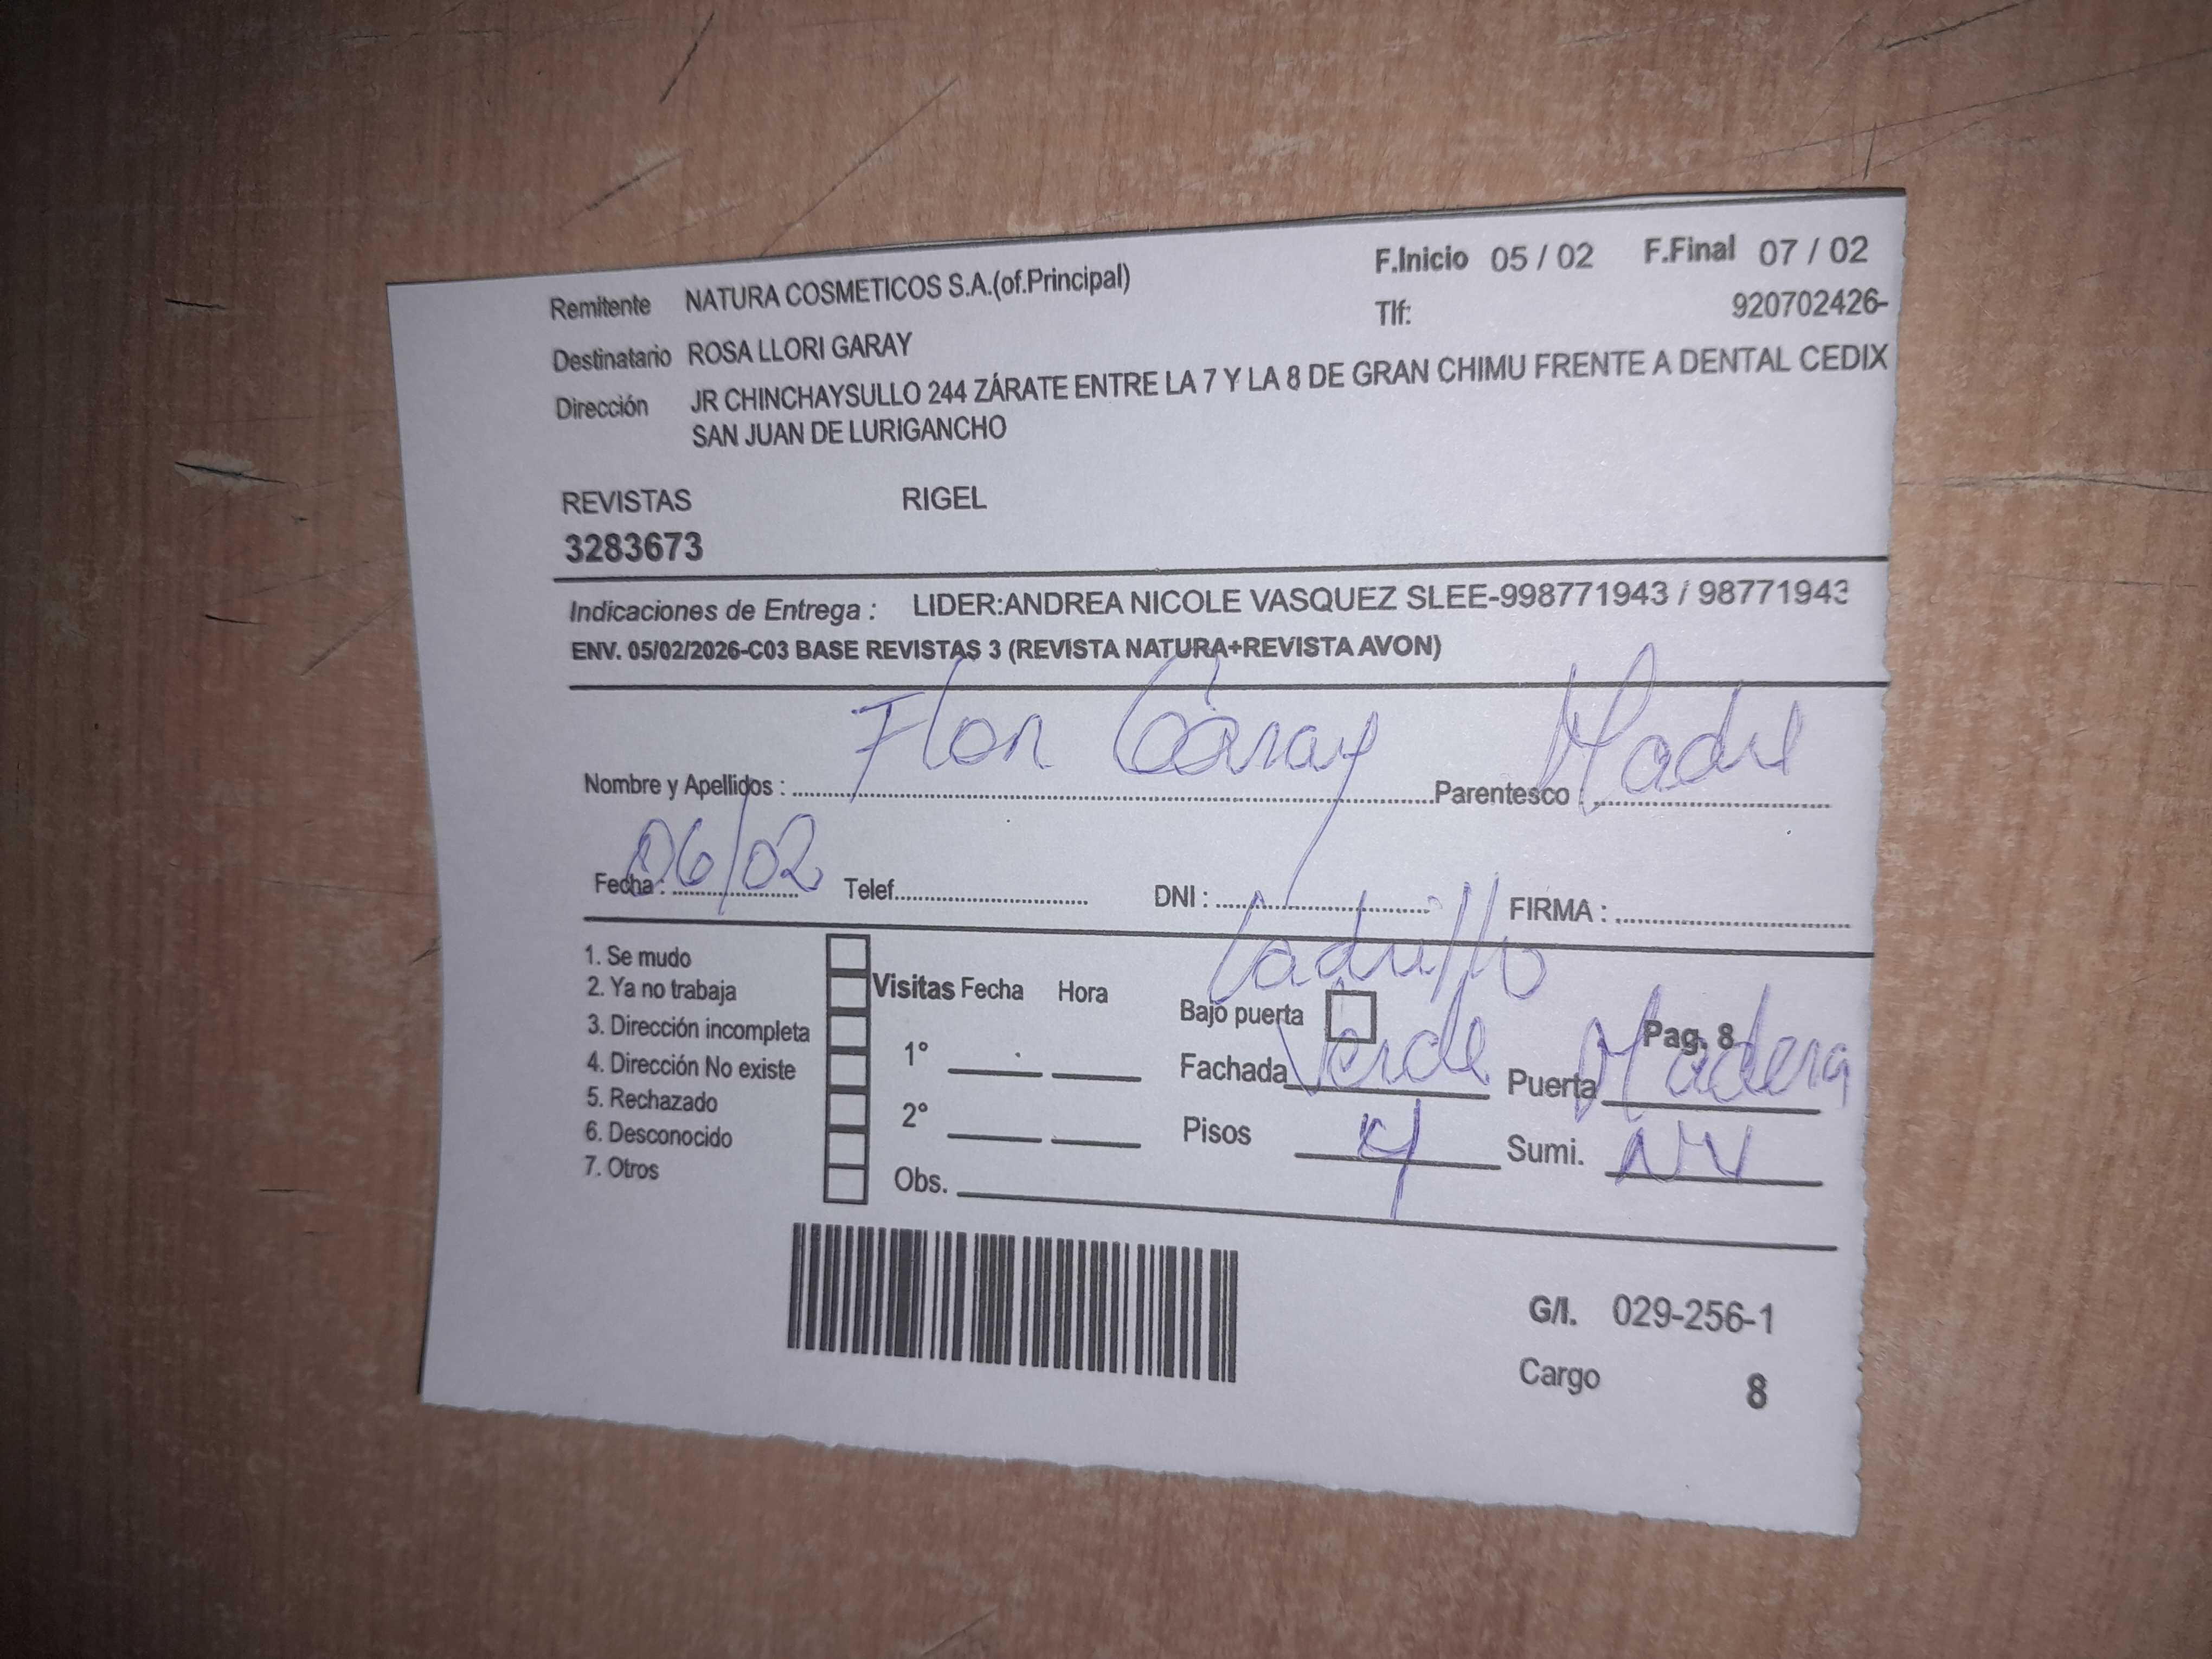 Remitente NATURA COSMETICOS S.A.(of.Principal) F.Inicio 05 / 02 F.Final 07 / 02
Tlf: 920702426-
Destinatario ROSA LLORI GARAY
Dirección JR CHINCHAYSULLO 244 ZÁRATE ENTRE LA 7 Y LA 8 DE GRAN CHIMU FRENTE A DENTAL CEDIX
SAN JUAN DE LURIGANCHO
REVISTAS RIGEL
3283673
Indicaciones de Entrega : LIDER:ANDREA NICOLE VASQUEZ SLEE-998771943 / 98771943
ENV. 05/02/2026-C03 BASE REVISTAS 3 (REVISTA NATURA+REVISTA AVON)
Nombre y Apellidos : Flor Garay Parentesco : Madre
Fecha : 06/02 Telef. DNI : FIRMA :
Ladrillo
1. Se mudo
2. Ya no trabaja Visitas Fecha Hora Bajo puerta Pag. 8
3. Dirección incompleta
4. Dirección No existe 1° Fachada Verde Puerta Madera
5. Rechazado
6. Desconocido 2° Pisos 4 Sumi. NV
7. Otros Obs.
G/I. 029-256-1
Cargo 8